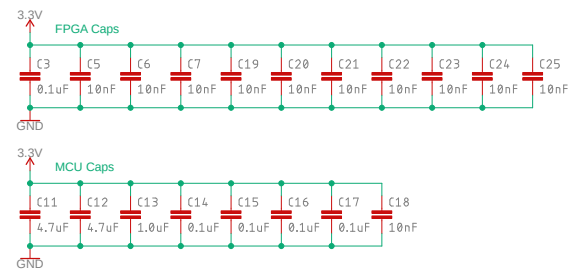 3.3V
FPGA Caps
C3 C5 C6 C7 C19 C20 C21 C22 C23 C24 C25
0.1uF 10nF 10nF 10nF 10nF 10nF 10nF 10nF 10nF 10nF 10nF
GND
3.3V
MCU Caps
C11 C12 C13 C14 C15 C16 C17 C18
4.7uF 4.7uF 1.0uF 0.1uF 0.1uF 0.1uF 0.1uF 10nF
GND